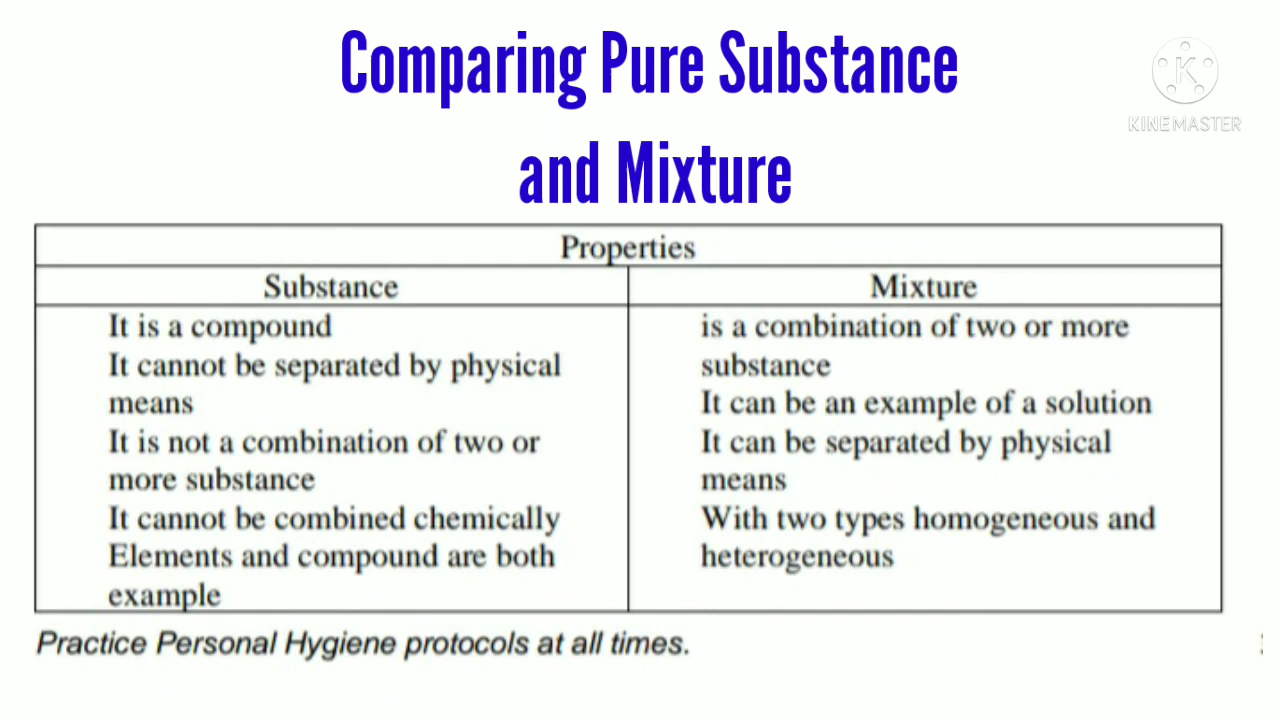 Comparing Pure Substance
and Mixture
KINEMASTER
Properties
Substance
Mixture
It is a compound
It cannot be separated by physical
means
It is not a combination of two or
more substance
It cannot be combined chemically
Elements and compound are both
example
is a combination of two or more
substance
It can be an example of a solution
It can be separated by physical
means
With two types homogeneous and
heterogeneous
Practice Personal Hygiene protocols at all times.